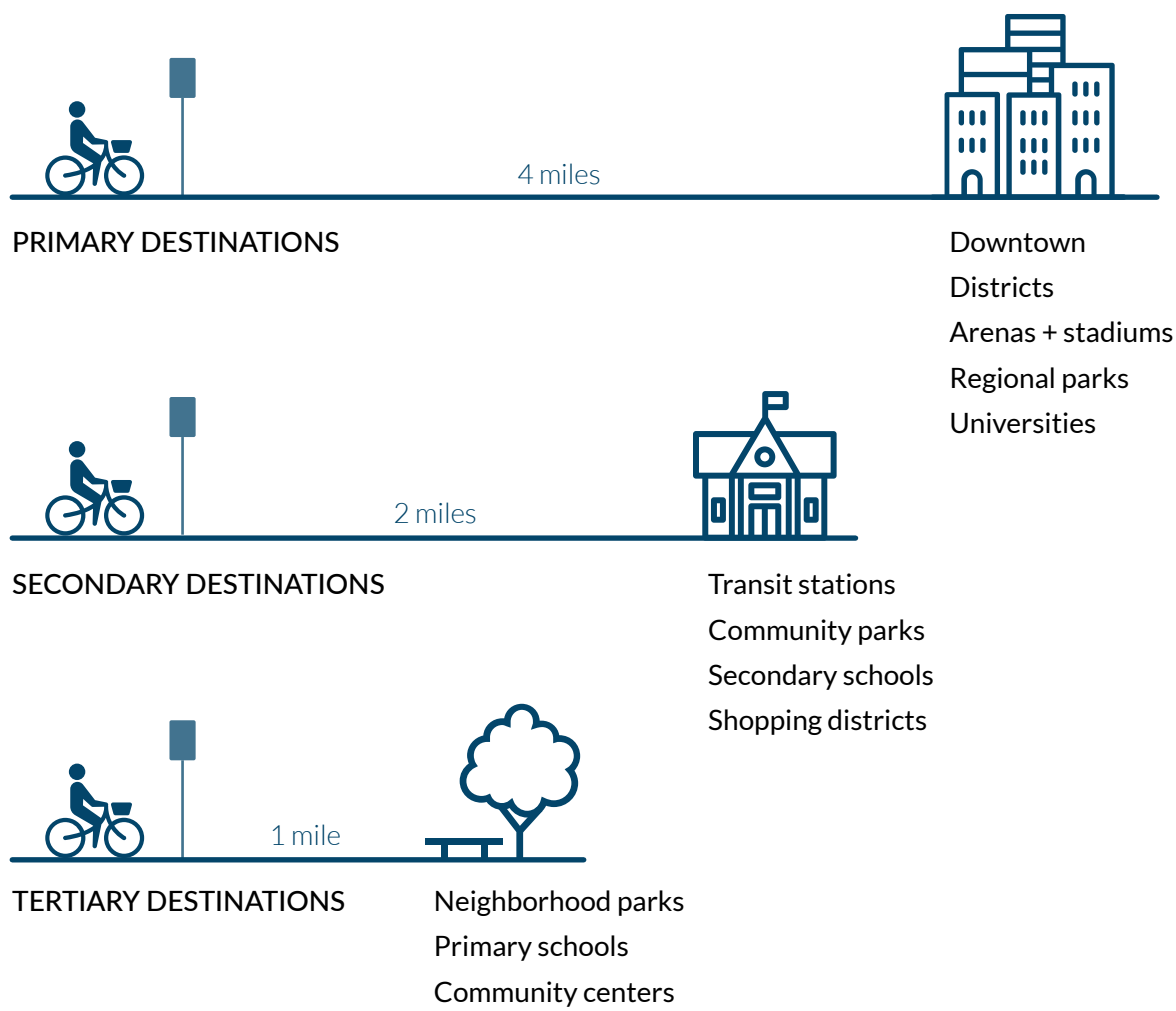 4 miles
PRIMARY DESTINATIONS
Downtown
Districts
Arenas + stadiums
Regional parks
Universities
2 miles
SECONDARY DESTINATIONS
Transit stations
Community parks
Secondary schools
Shopping districts
1 mile
TERTIARY DESTINATIONS
Neighborhood parks
Primary schools
Community centers